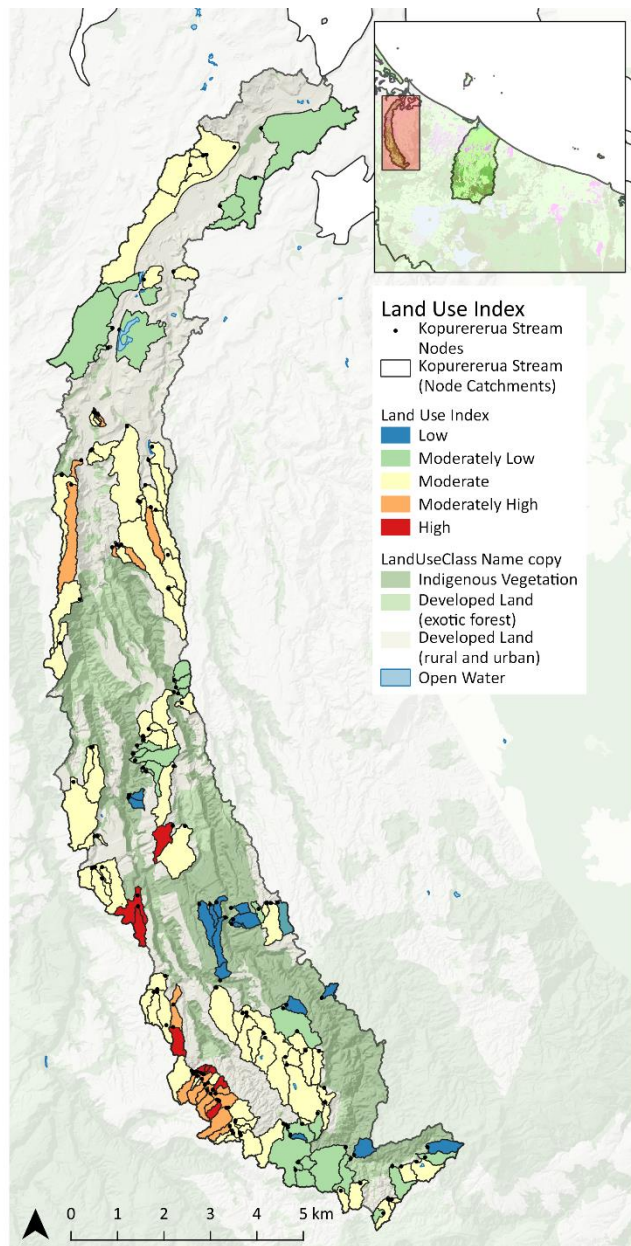 Land Use Index
Kopurererua Stream
Nodes
Kopurererua Stream
(Node Catchments)
Land Use Index
Low
Moderately Low
Moderate
Moderately High
High
LandUseClass Name copy
Indigenous Vegetation
Developed Land
(exotic forest)
Developed Land
(rural and urban)
Open Water
0 1 2 3 4 5 km